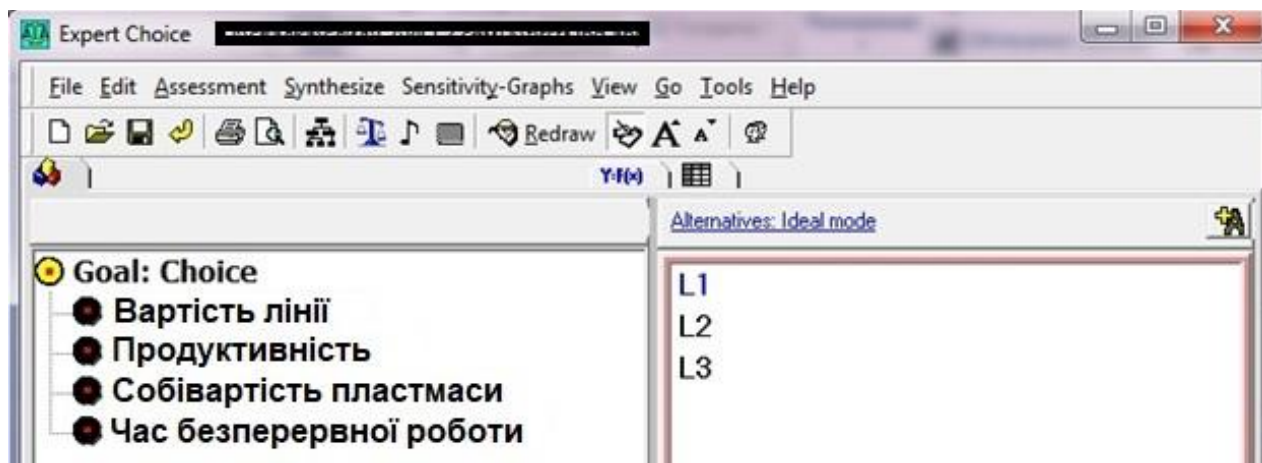 Expert Choice
File Edit Assessment Synthesize Sensitivity-Graphs View Go Tools Help
Redraw A A
Y=F(x)
Alternatives: Ideal mode
Goal: Choice
Вартість лінії
Продуктивність
Собівартість пластмаси
Час безперервної роботи
L1
L2
L3